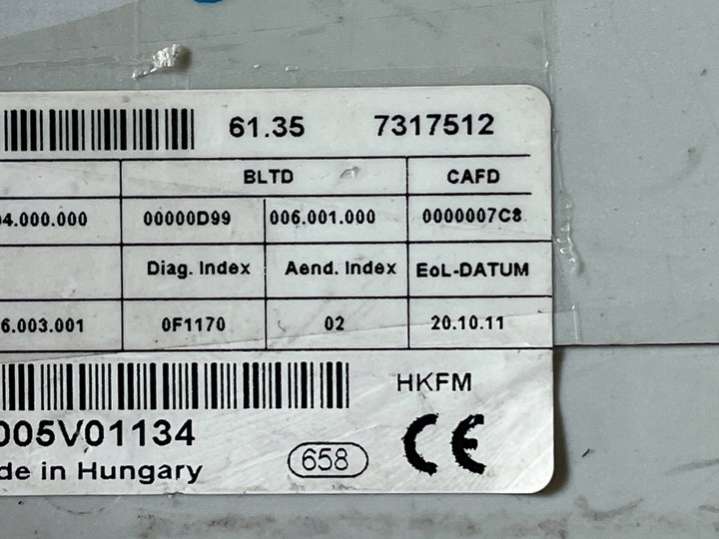 61.35 7317512
BLTD CAFD
4.000.000 00000D99 006.001.000 0000007C8
Diag. Index Aend. Index EoL-DATUM
6.003.001 0F1170 02 20.10.11
HKFM
005V01134
de in Hungary 658 CE